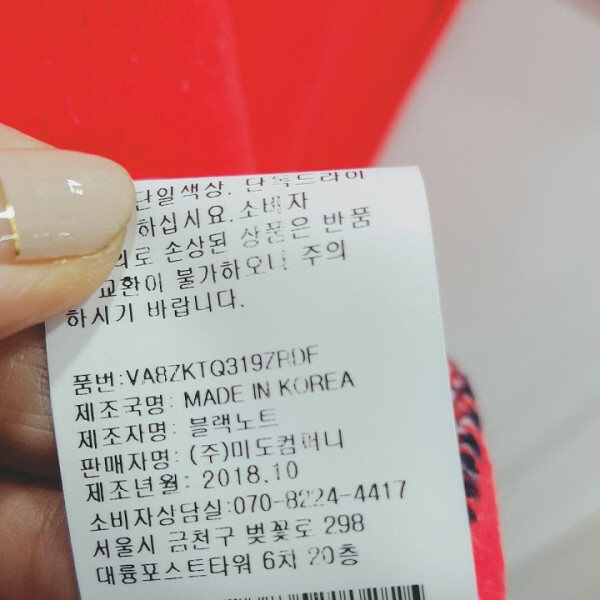 단일색상. 단독드라이
하십시요.소비자
의로 손상된 상품은 반품
교환이 불가하오니 주의
하시기 바랍니다.
품번:VA8ZKTQ319ZRDF
제조국명: MADE IN KOREA
제조자명: 블랙노트
판매자명: (주)미도컴퍼니
제조년월: 2018.10
소비자상담실:070-8224-4417
서울시 금천구 벚꽃로 298
대륭포스트타워 6차 20층